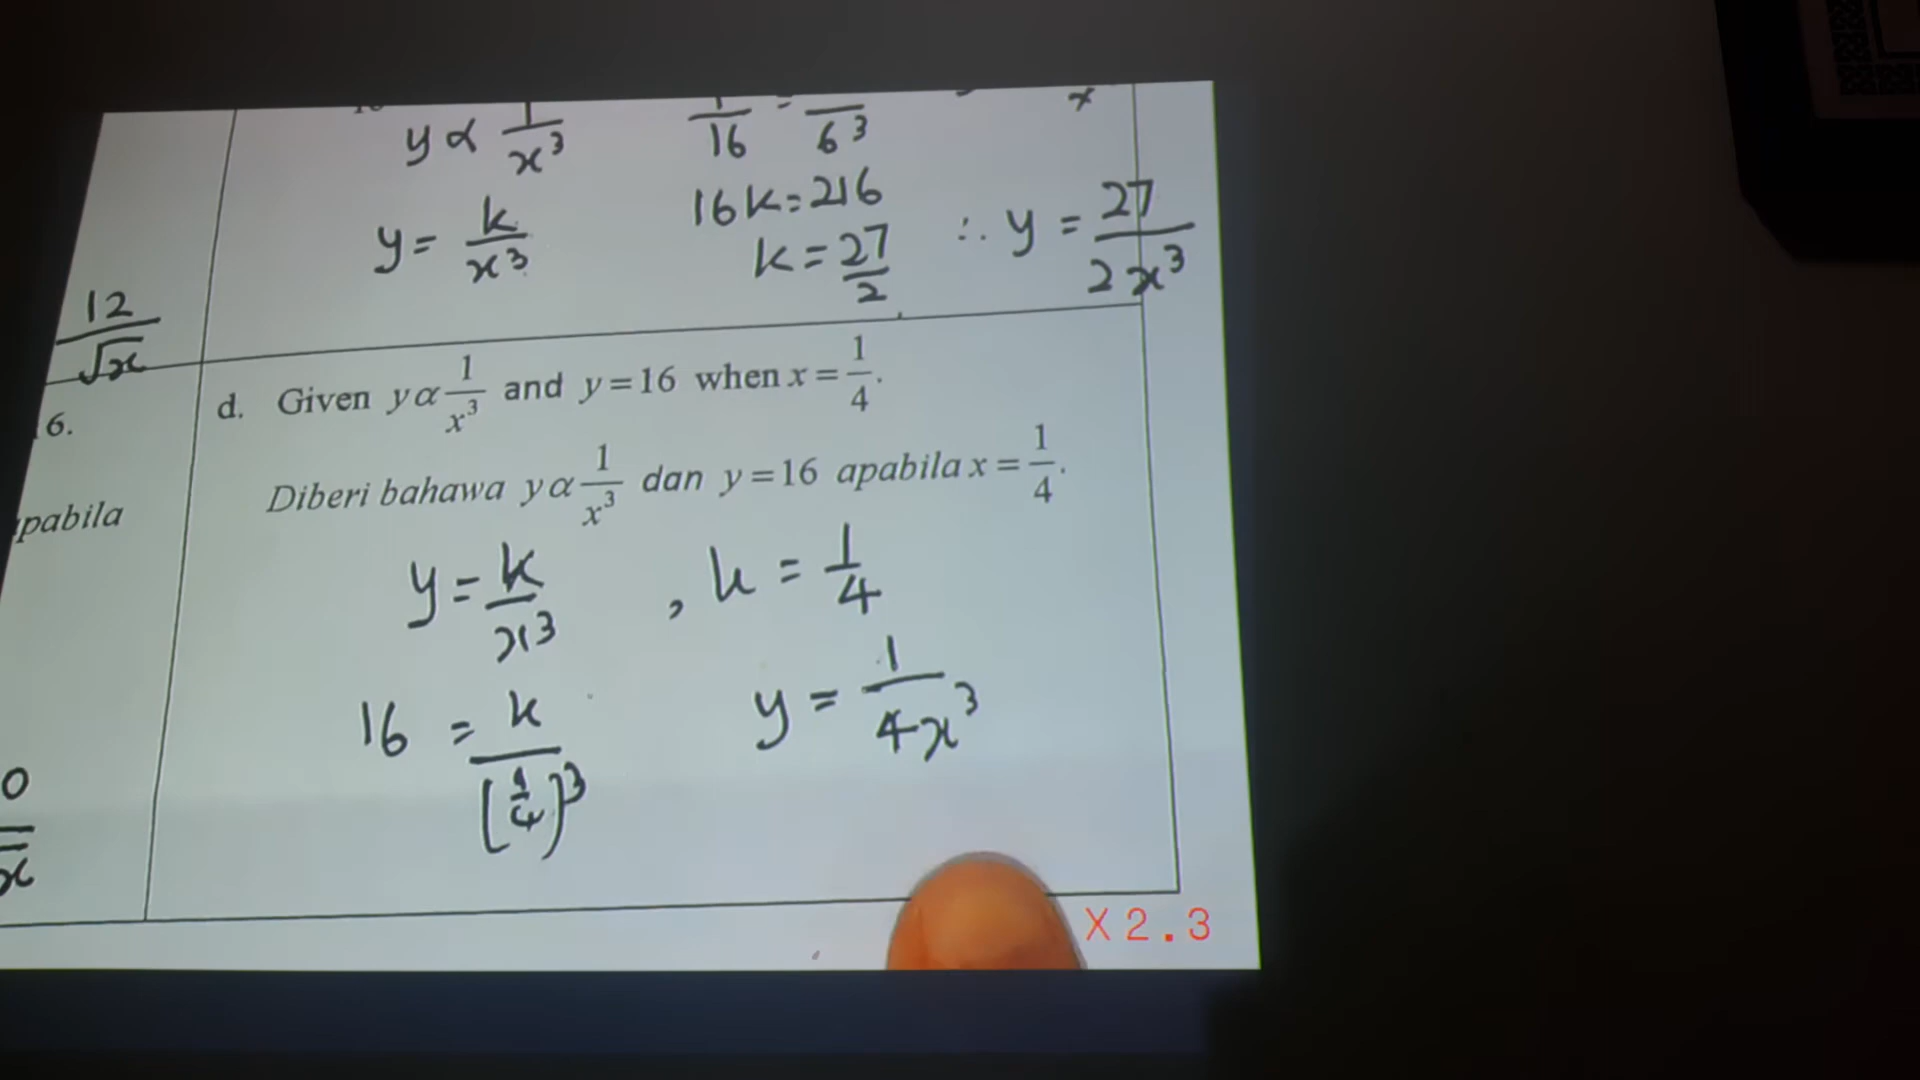 y ∝ 1/x³
1/16 = /6³
x
16k = 216
y = k/x³
k = 27/2
∴ y = 27/2x³
12/√x
d. Given y α 1/x³ and y = 16 when x = 1/4.
6.
Diberi bahawa y α 1/x³ dan y = 16 apabila x = 1/4.
pabila
y = k/x³ , k = 1/4
16 = k/(1/4)³
y = 1/4x³
0/x
X2.3